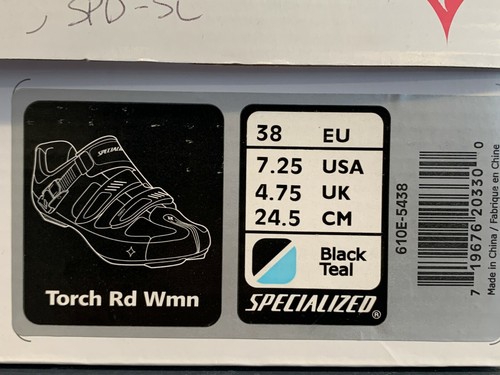 , SPD-SL
SPECIALIZED
Torch Rd Wmn
38 EU
7.25 USA
4.75 UK
24.5 CM
Black
Teal
SPECIALIZED®
610E-5438
7 19676 20330 0
Made in China / Fabrique en Chine